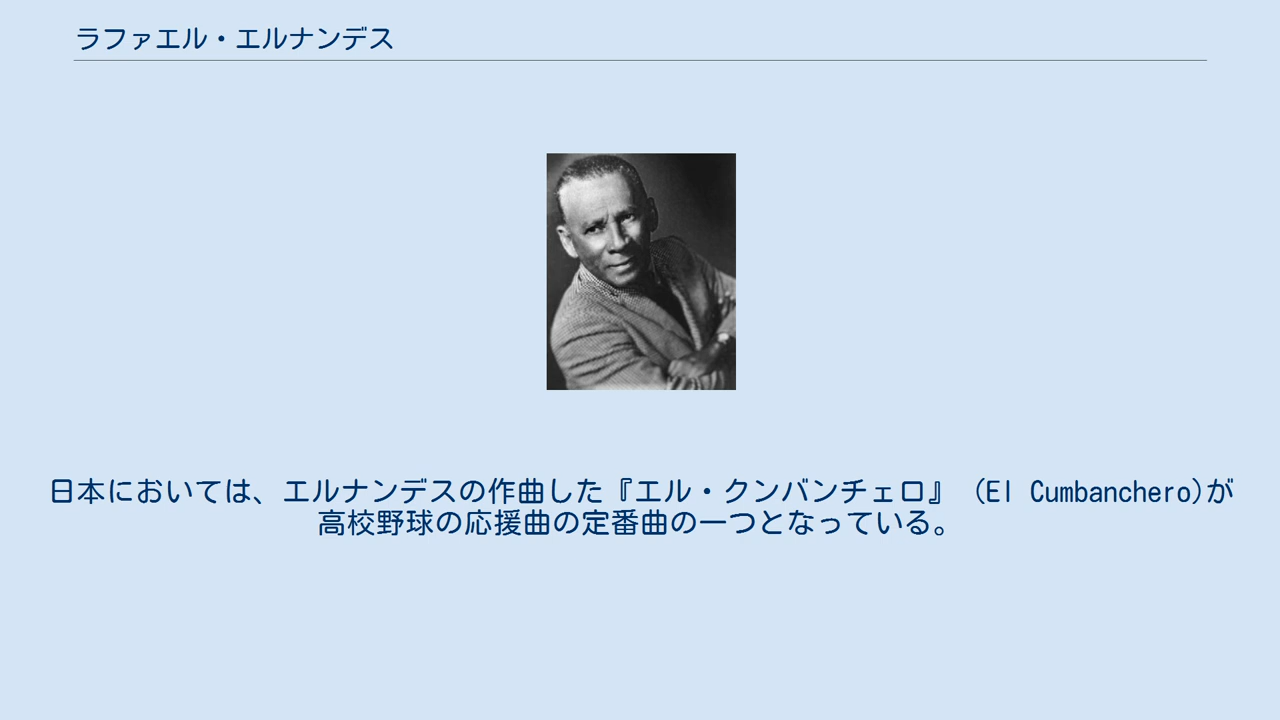 ラファエル・エルナンデス
日本においては、エルナンデスの作曲した『エル・クンバンチェロ』 (El Cumbanchero)が
高校野球の応援曲の定番曲の一つとなっている。